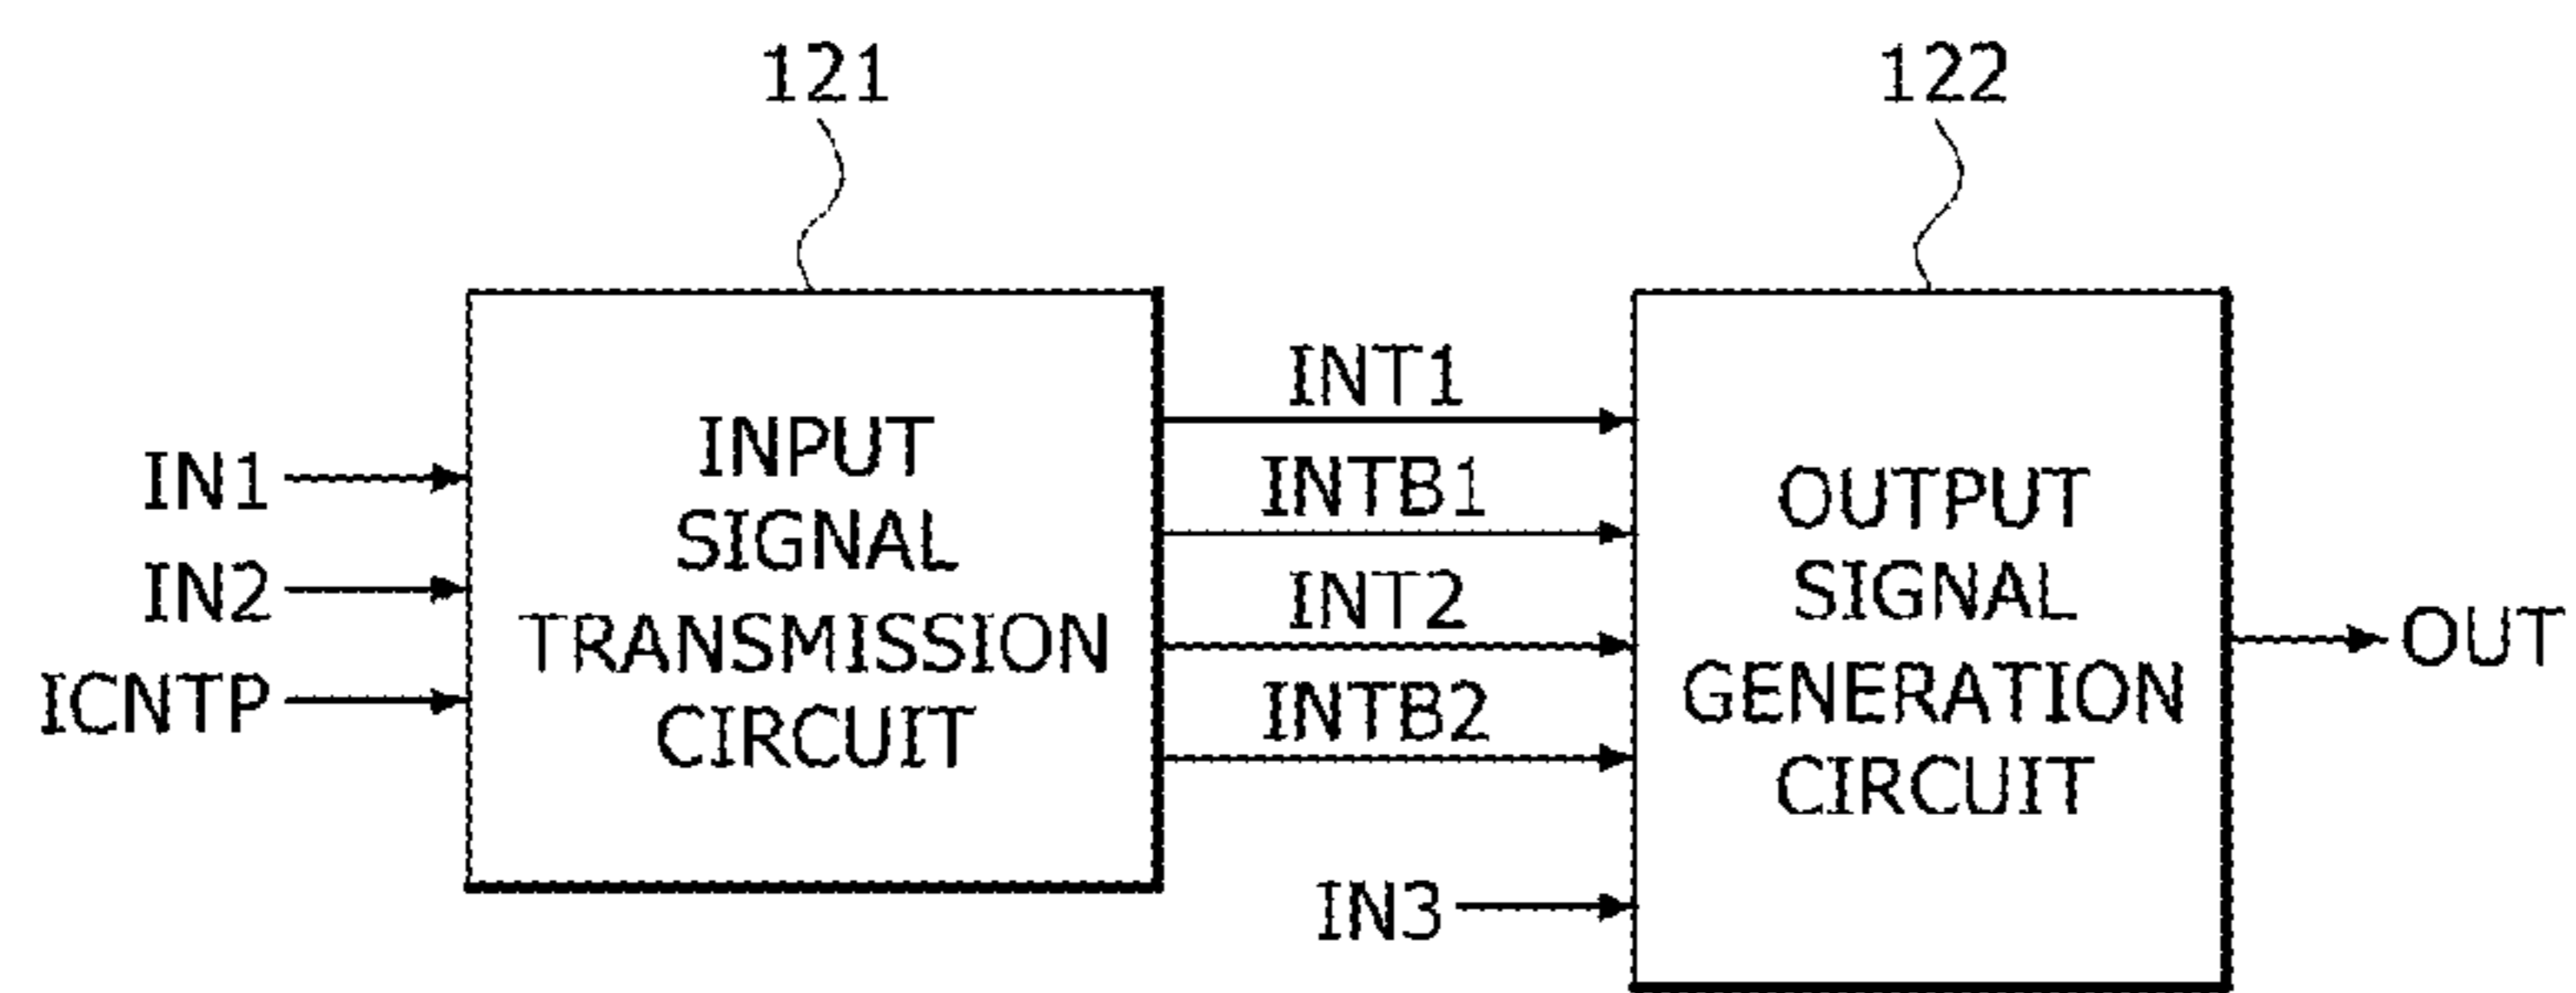 121
122
IN1
IN2
ICNTP
INPUT
SIGNAL
TRANSMISSION
CIRCUIT
INT1
INTB1
INT2
INTB2
IN3
OUTPUT
SIGNAL
GENERATION
CIRCUIT
OUT